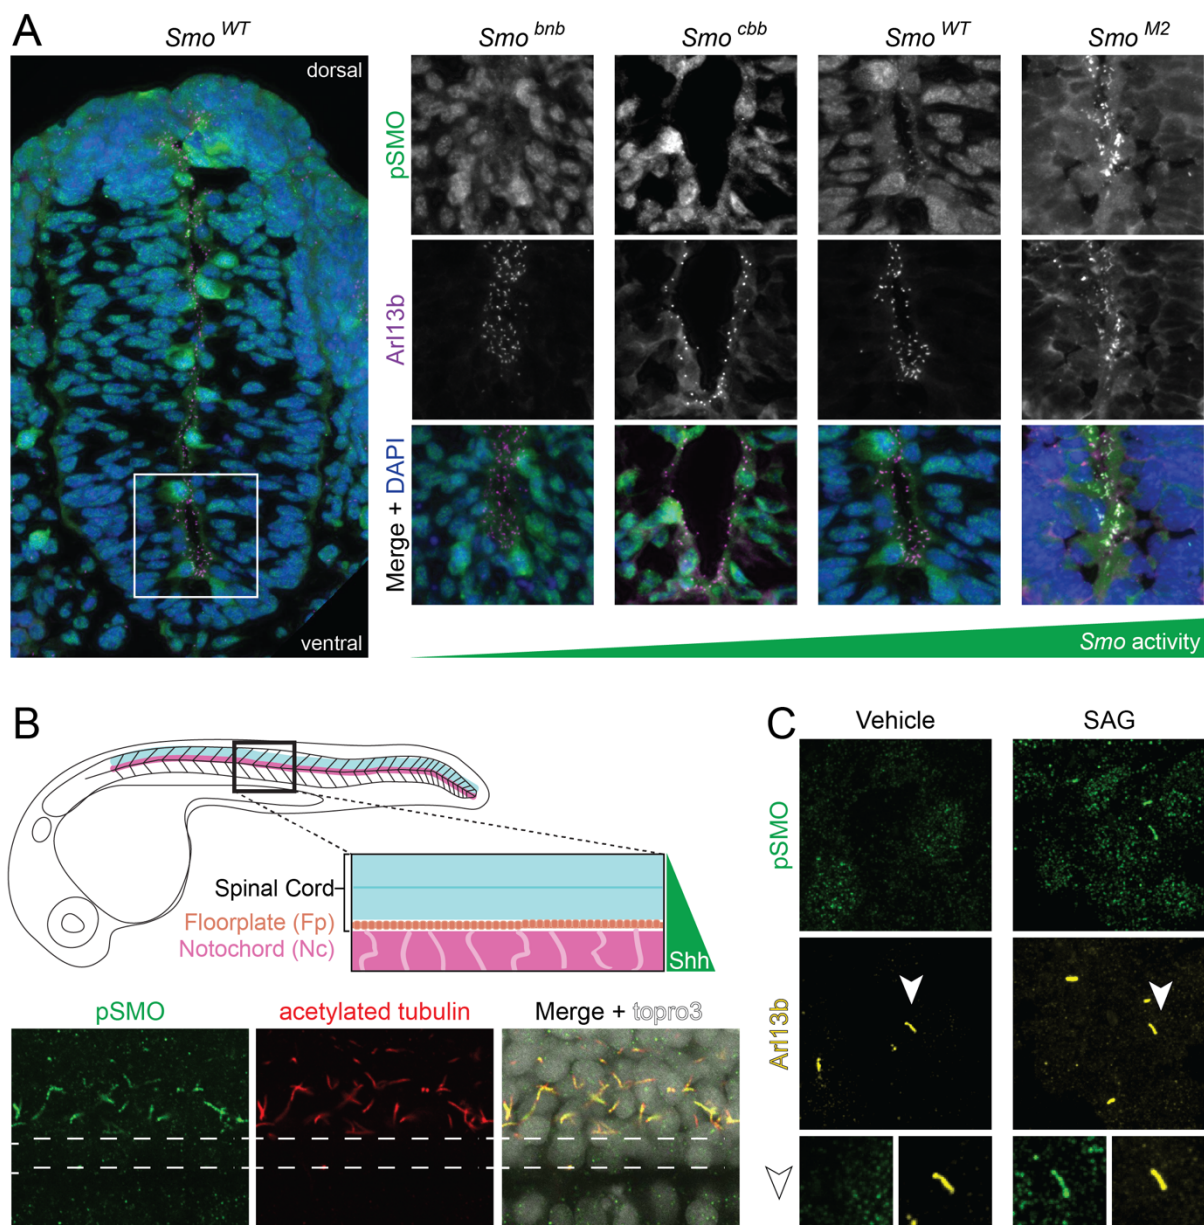 A
Smo WT
Smo bnb
Smo cbb
Smo WT
Smo M2
dorsal
ventral
pSMO
Arl13b
Merge + DAPI
Smo activity
B
Spinal Cord
Floorplate (Fp)
Notochord (Nc)
Shh
pSMO
acetylated tubulin
Merge + topro3
C
Vehicle
SAG
pSMO
Arl13b